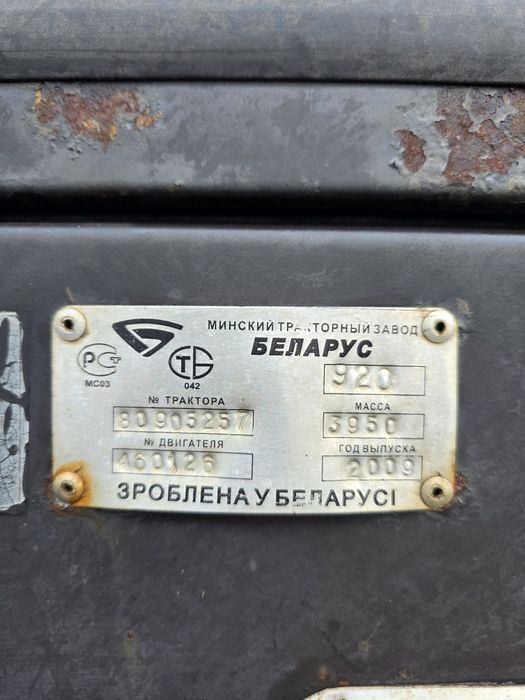 МИНСКИЙ ТРАКТОРНЫЙ ЗАВОД
БЕЛАРУС
920
МС03
042
№ ТРАКТОРА
80905257
МАССА
3950
№ ДВИГАТЕЛЯ
460126
ГОД ВЫПУСКА
2009
ЗРОБЛЕНА У БЕЛАРУСІ